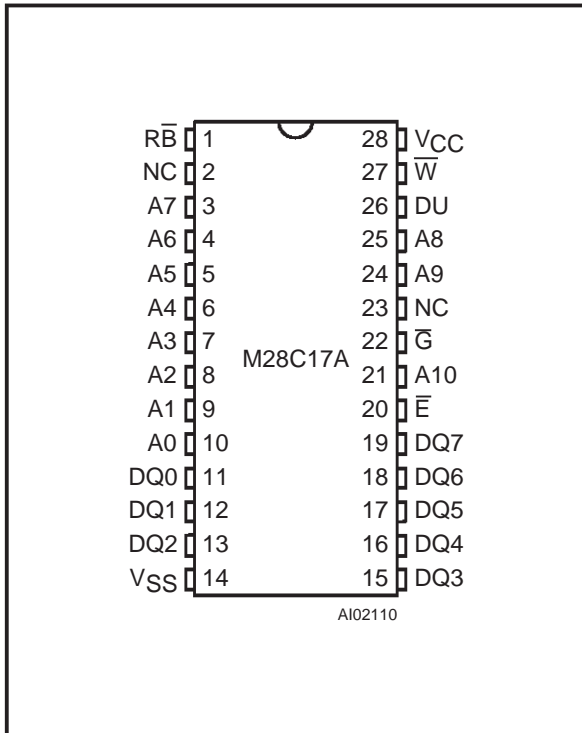 RB̅ 1 28 VCC
NC 2 27 W̅
A7 3 26 DU
A6 4 25 A8
A5 5 24 A9
A4 6 23 NC
A3 7 22 G̅
M28C17A
A2 8 21 A10
A1 9 20 E̅
A0 10 19 DQ7
DQ0 11 18 DQ6
DQ1 12 17 DQ5
DQ2 13 16 DQ4
VSS 14 15 DQ3
AI02110